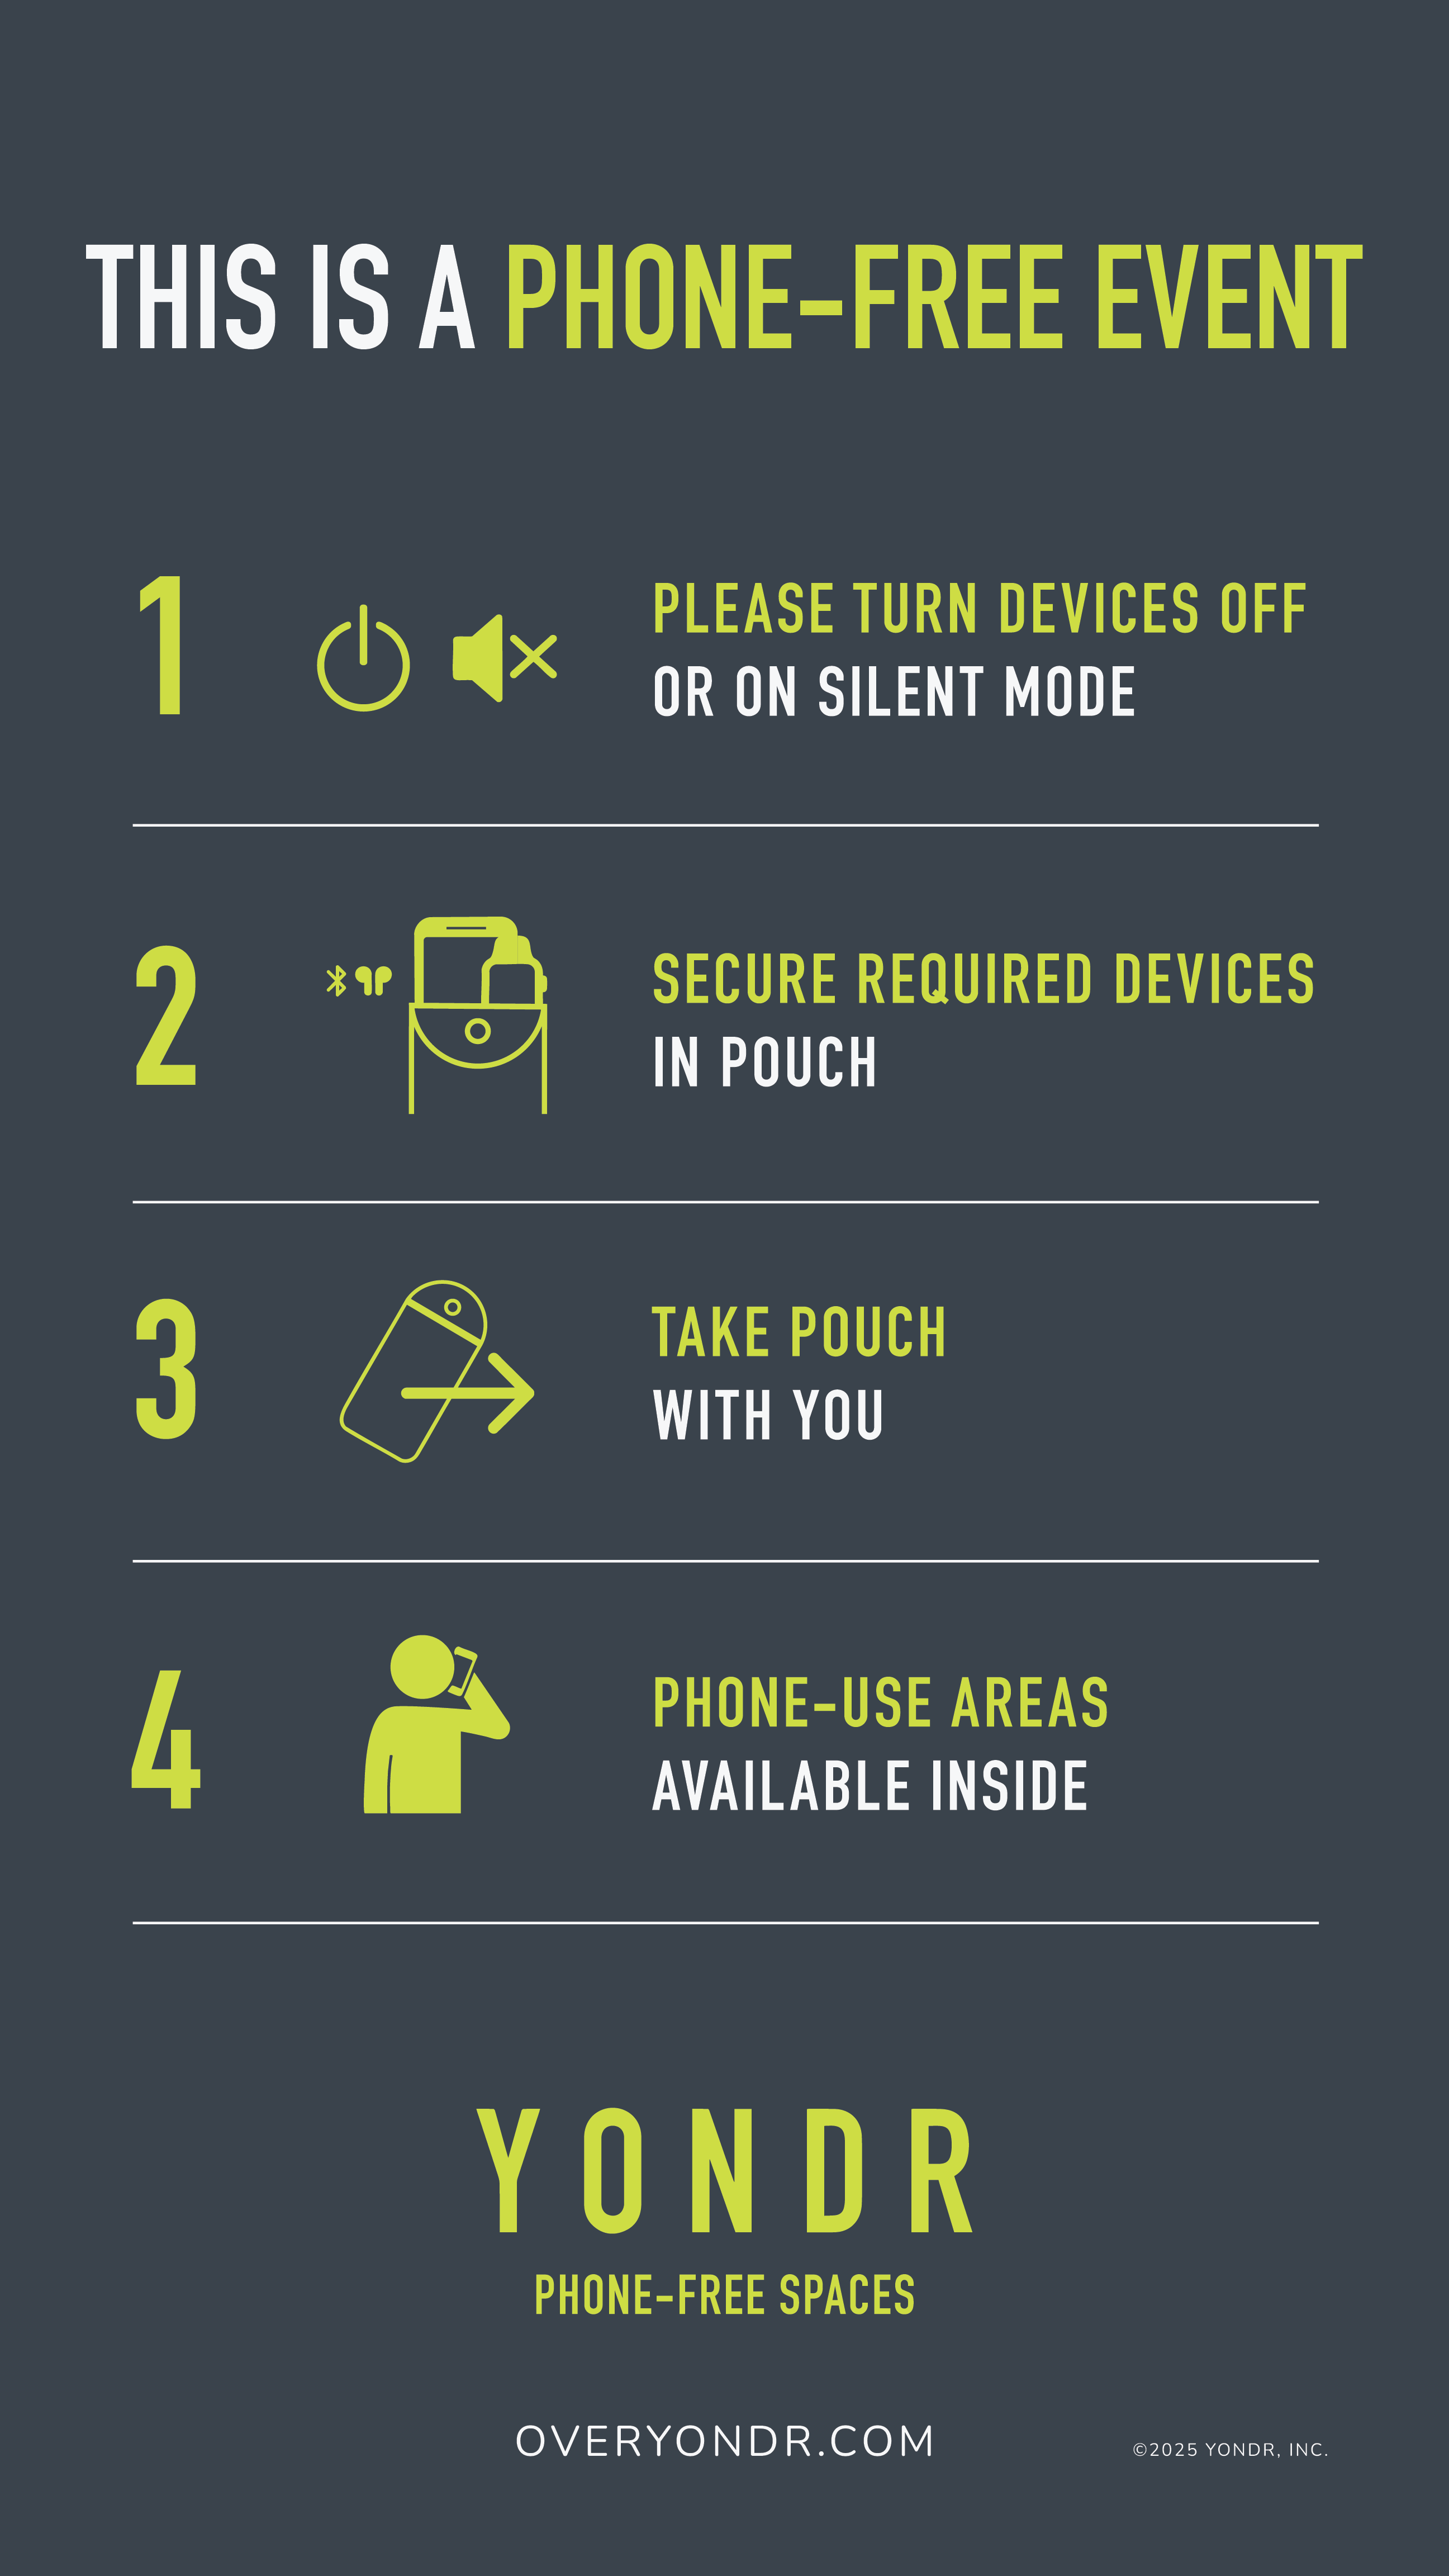 THIS IS A PHONE-FREE EVENT
1
PLEASE TURN DEVICES OFF
OR ON SILENT MODE
2
SECURE REQUIRED DEVICES
IN POUCH
3
TAKE POUCH
WITH YOU
4
PHONE-USE AREAS
AVAILABLE INSIDE
YONDR
PHONE-FREE SPACES
OVERYONDR.COM
©2025 YONDR, INC.